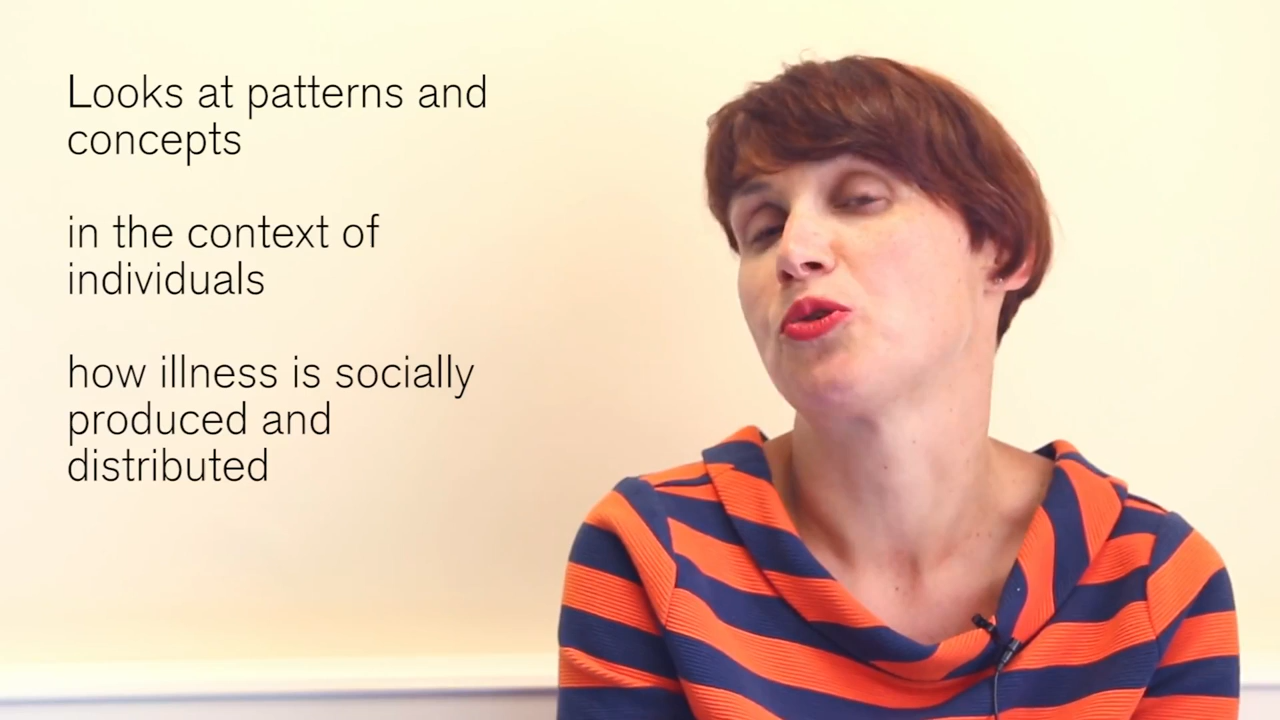 Looks at patterns and
concepts
in the context of
individuals
how illness is socially
produced and
distributed